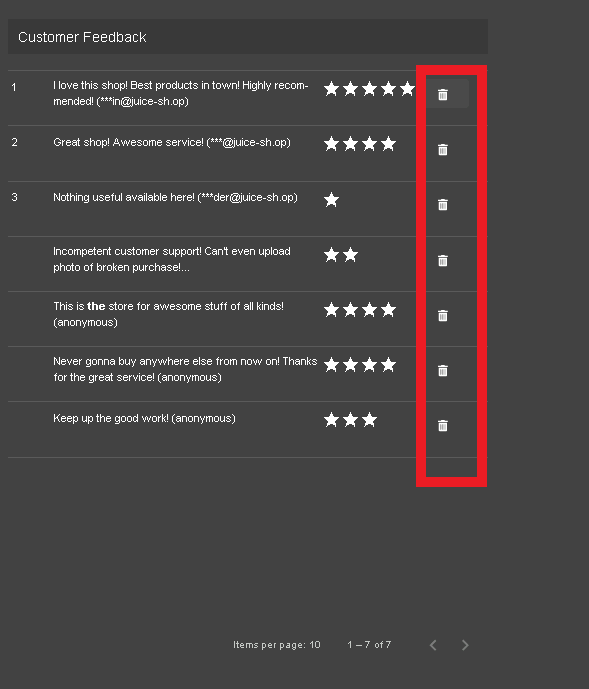 Customer Feedback
1
I love this shop! Best products in town! Highly recom-
mended! (***in@juice-sh.op)
2
Great shop! Awesome service! (***@juice-sh.op)
3
Nothing useful available here! (***der@juice-sh.op)
Incompetent customer support! Can't even upload
photo of broken purchase!...
This is the store for awesome stuff of all kinds!
(anonymous)
Never gonna buy anywhere else from now on! Thanks
for the great service! (anonymous)
Keep up the good work! (anonymous)
Items per page: 10 1 – 7 of 7